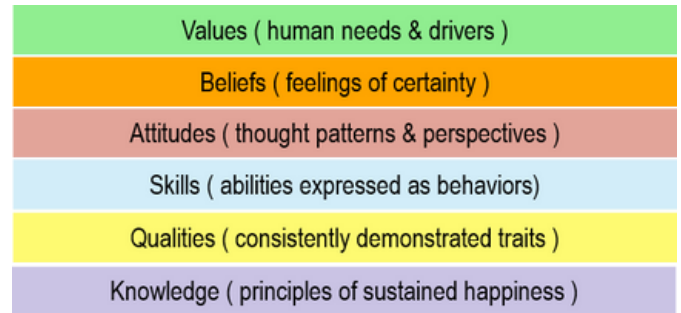 Values ( human needs & drivers )
Beliefs ( feelings of certainty )
Attitudes ( thought patterns & perspectives )
Skills ( abilities expressed as behaviors)
Qualities ( consistently demonstrated traits )
Knowledge ( principles of sustained happiness )